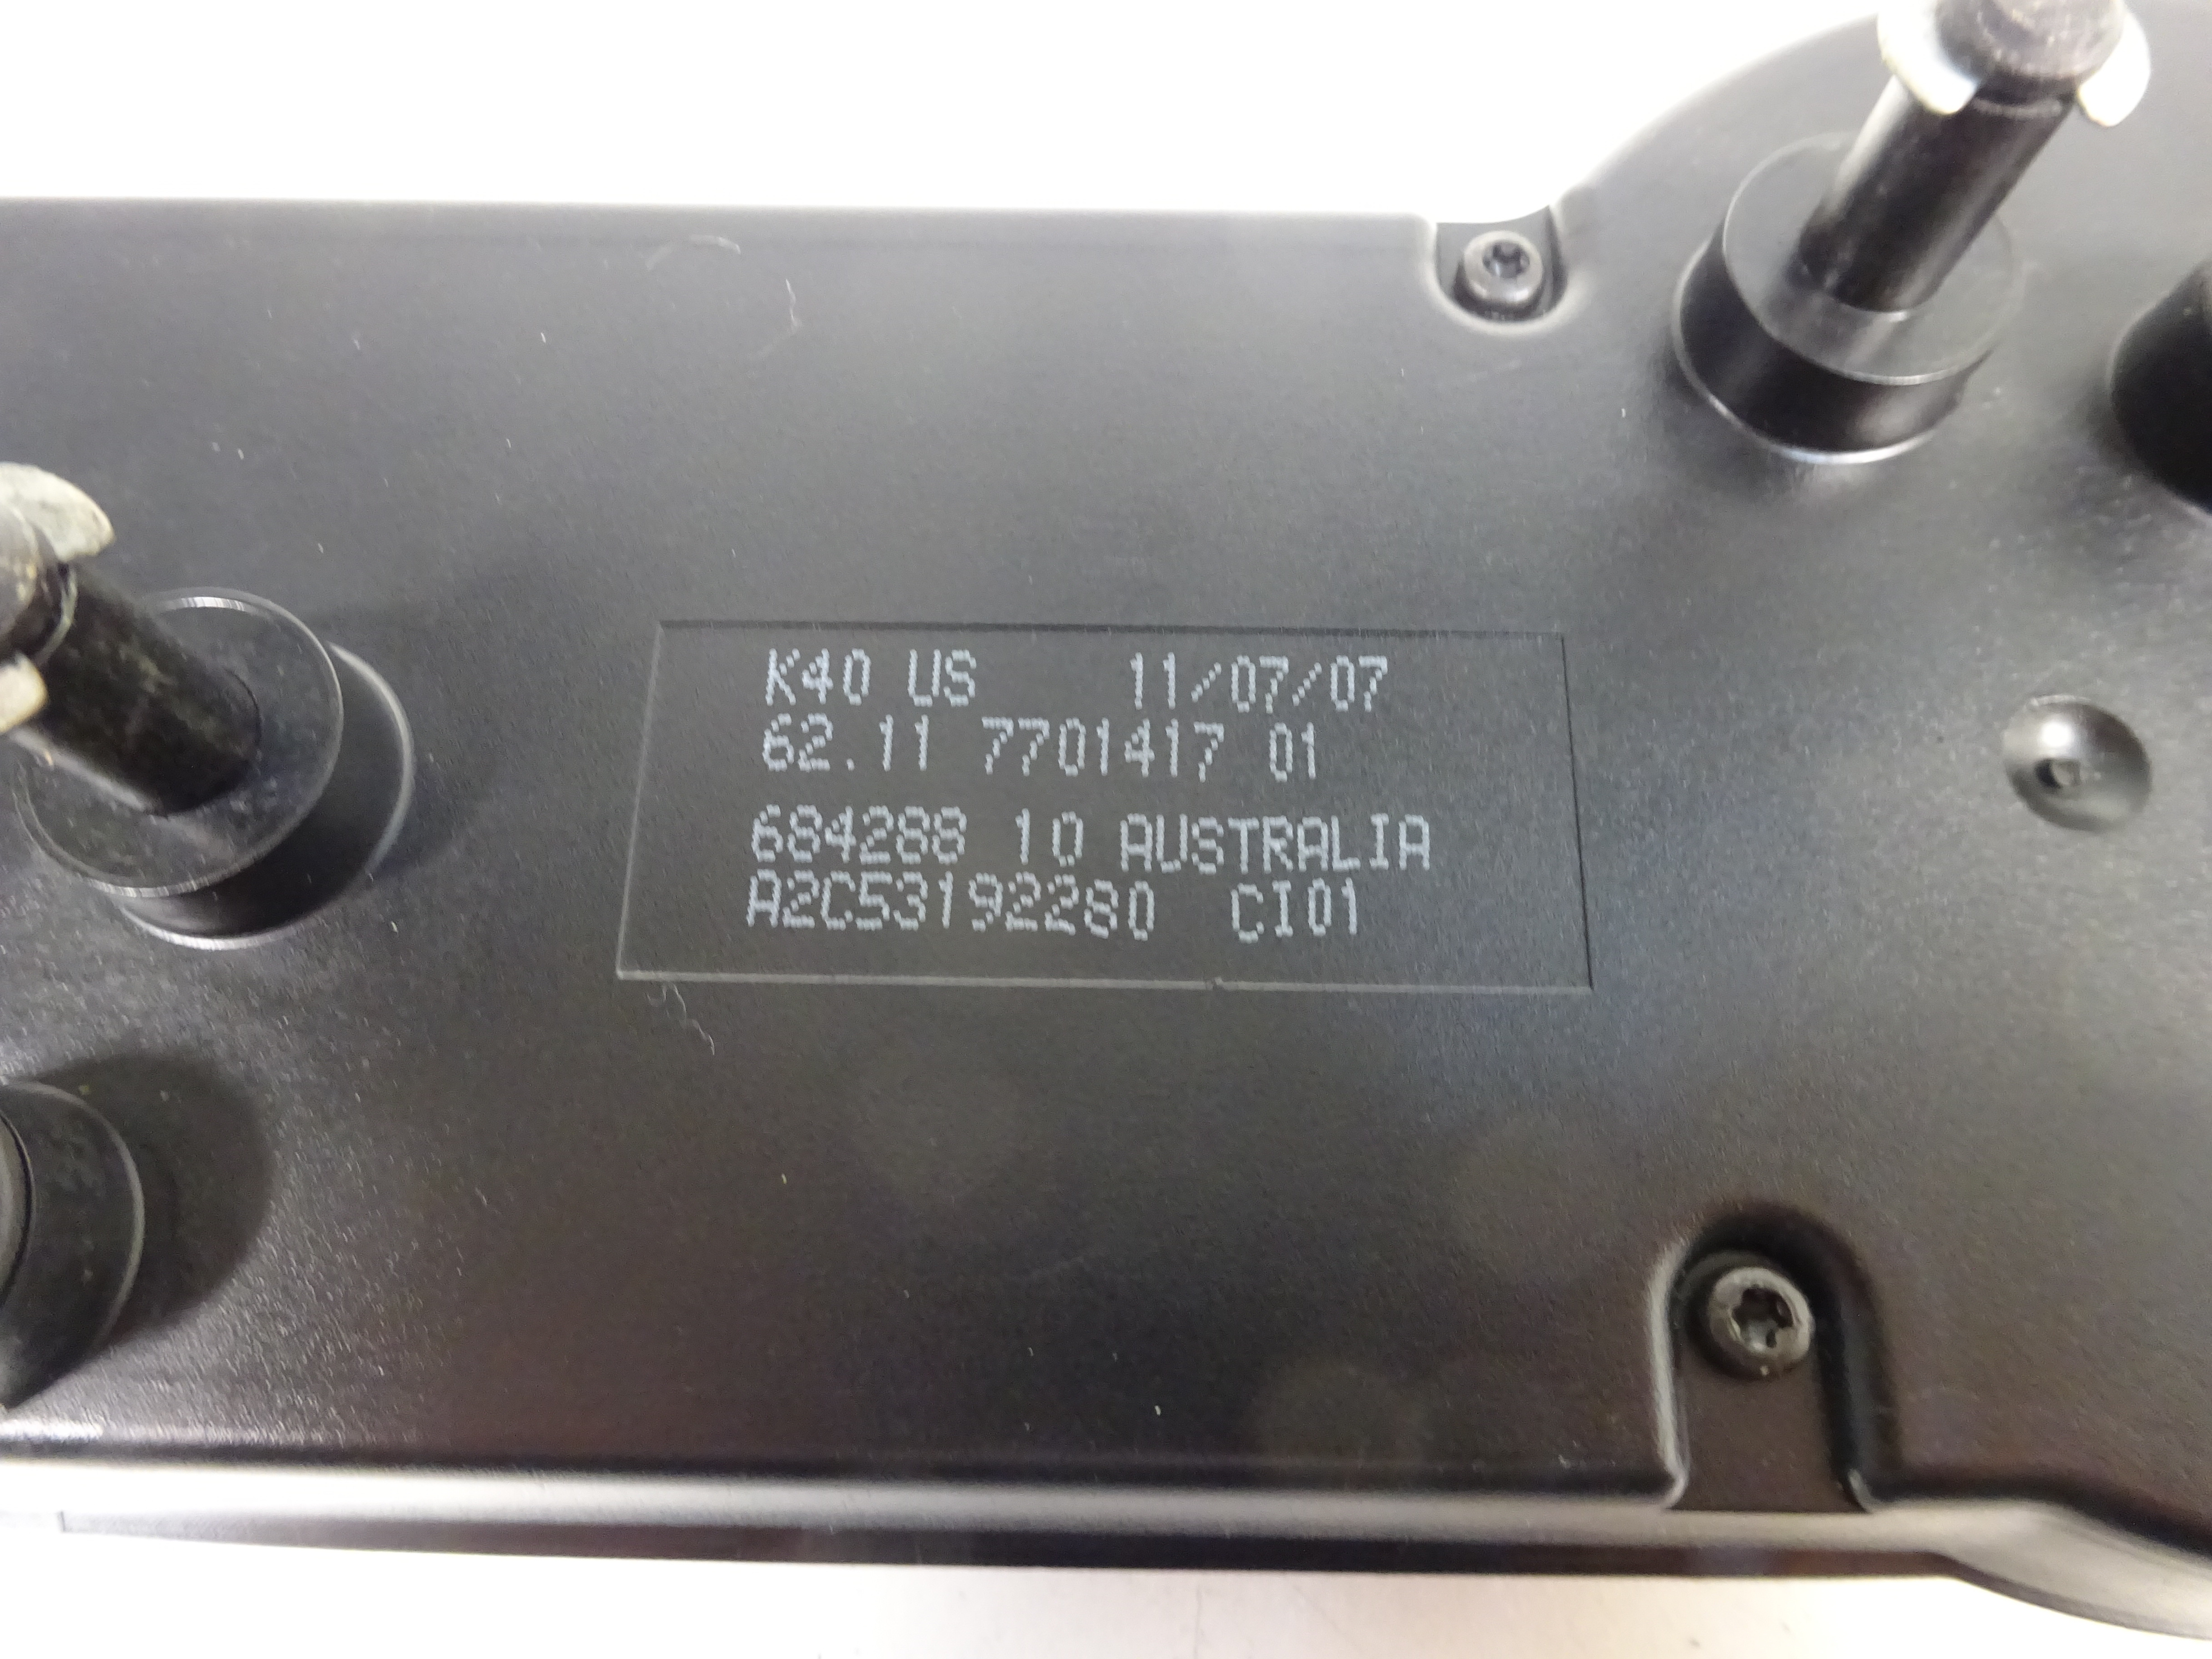 K40 US 11/07/07
62.11 7701417 01
684288 10 AUSTRALIA
A2C53192280 CI01